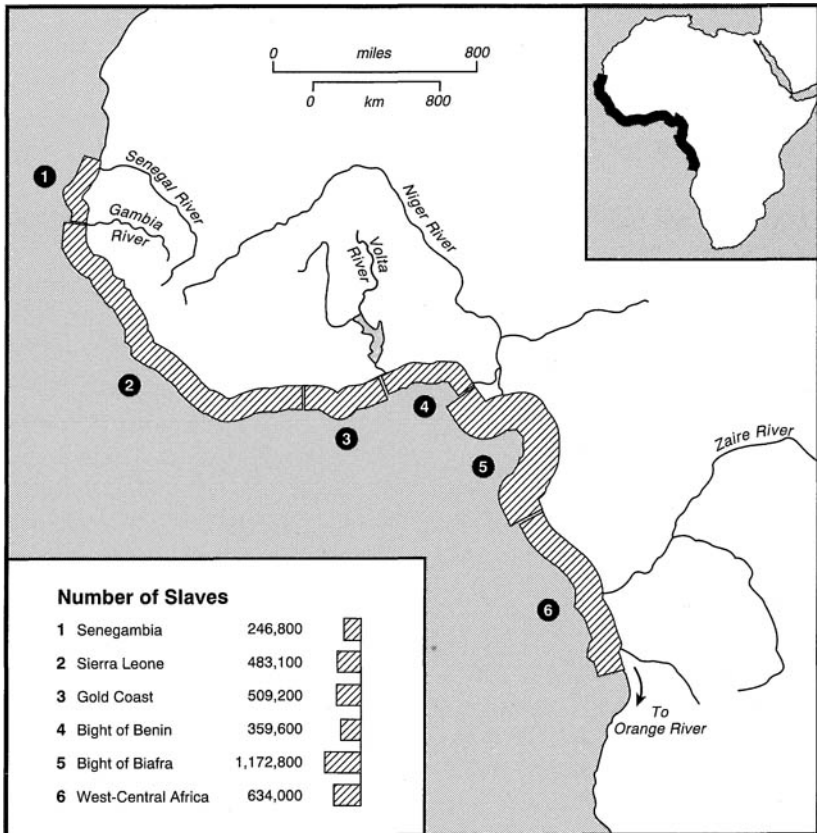 0 miles 800
0 km 800
1
Senegal River
Gambia
River
Niger River
Volta
River
2
3
4
5
Zaire River
6
To
Orange River
Number of Slaves
1 Senegambia 246,800
2 Sierra Leone 483,100
3 Gold Coast 509,200
4 Bight of Benin 359,600
5 Bight of Biafra 1,172,800
6 West-Central Africa 634,000